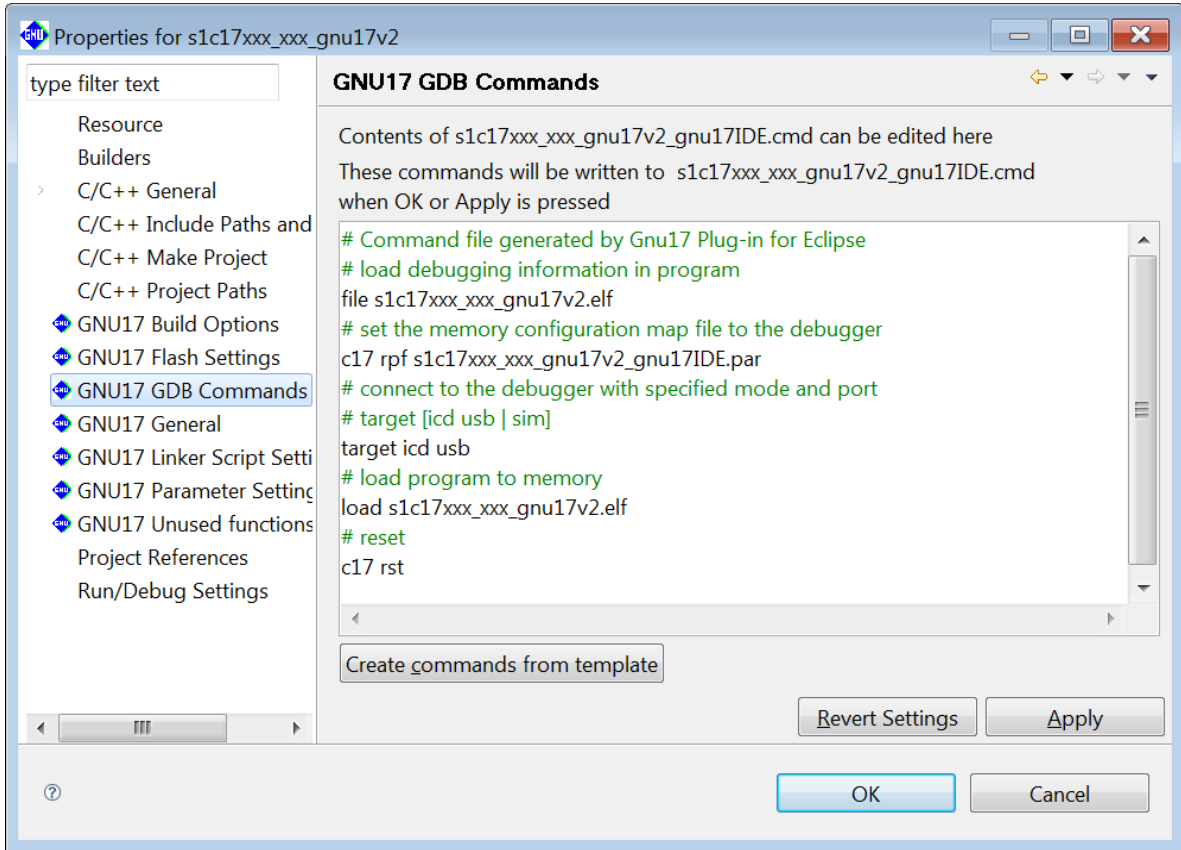 Properties for s1c17xxx_xxx_gnu17v2
type filter text
Resource
Builders
C/C++ General
C/C++ Include Paths and
C/C++ Make Project
C/C++ Project Paths
GNU17 Build Options
GNU17 Flash Settings
GNU17 GDB Commands
GNU17 General
GNU17 Linker Script Setti
GNU17 Parameter Setting
GNU17 Unused functions
Project References
Run/Debug Settings
GNU17 GDB Commands
Contents of s1c17xxx_xxx_gnu17v2_gnu17IDE.cmd can be edited here
These commands will be written to s1c17xxx_xxx_gnu17v2_gnu17IDE.cmd
when OK or Apply is pressed
# Command file generated by Gnu17 Plug-in for Eclipse
# load debugging information in program
file s1c17xxx_xxx_gnu17v2.elf
# set the memory configuration map file to the debugger
c17 rpf s1c17xxx_xxx_gnu17v2_gnu17IDE.par
# connect to the debugger with specified mode and port
# target [icd usb | sim]
target icd usb
# load program to memory
load s1c17xxx_xxx_gnu17v2.elf
# reset
c17 rst
Create commands from template
Revert Settings
Apply
OK
Cancel